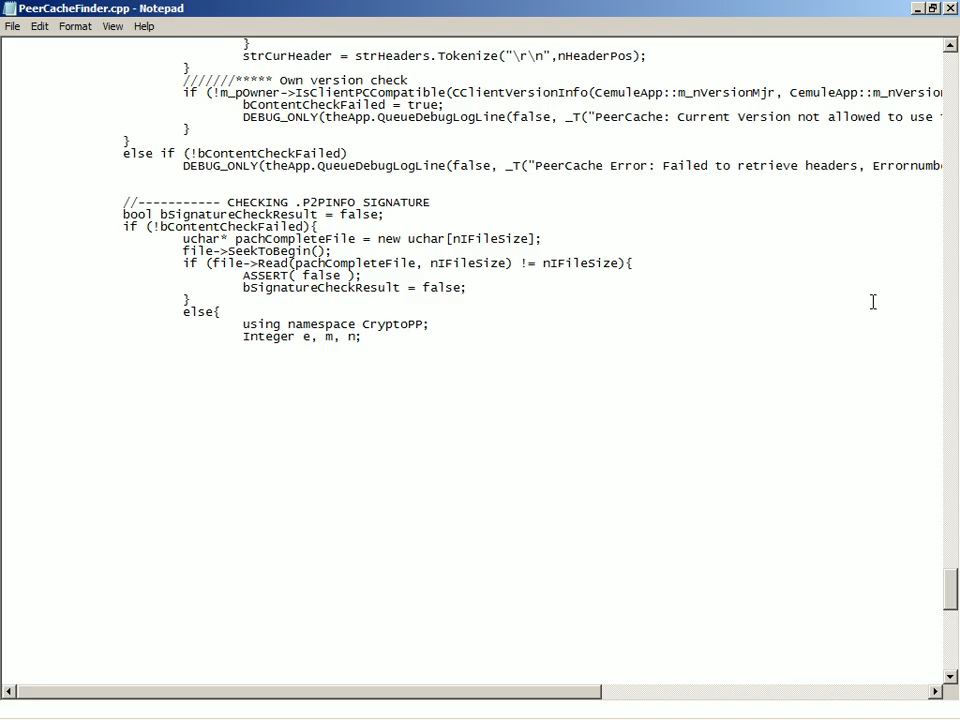 PeerCacheFinder.cpp - Notepad
File Edit Format View Help
}
strCurHeader = strHeaders.Tokenize("\r\n",nHeaderPos);
}
///////***** Own version check
if (!m_pOwner->IsClientPCCompatible(CClientVersionInfo(CemuleApp::m_nVersionMjr, CemuleApp::m_nVersion
bContentCheckFailed = true;
DEBUG_ONLY(theApp.QueueDebugLogLine(false, _T("PeerCache: Current Version not allowed to use
}
}
else if (!bContentCheckFailed)
DEBUG_ONLY(theApp.QueueDebugLogLine(false, _T("PeerCache Error: Failed to retrieve headers, Errornumbe
//----------- CHECKING .P2PINFO SIGNATURE
bool bSignatureCheckResult = false;
if (!bContentCheckFailed){
uchar* pachCompleteFile = new uchar[nIFileSize];
file->SeekToBegin();
if (file->Read(pachCompleteFile, nIFileSize) != nIFileSize){
ASSERT( false );
bSignatureCheckResult = false;
}
else{
using namespace CryptoPP;
Integer e, m, n;